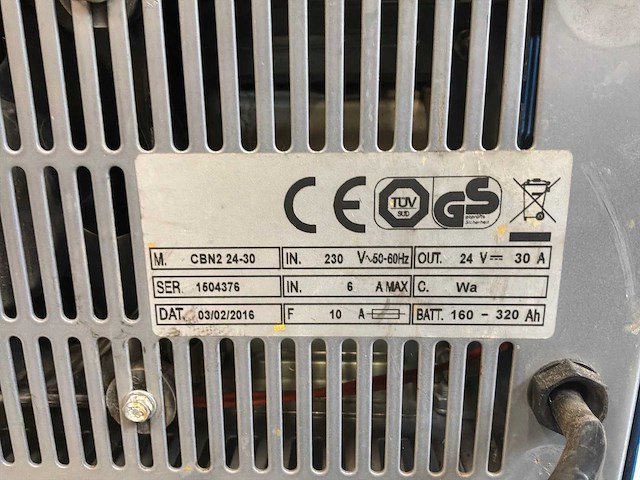 CE TÜV SÜD GS geprüfte Sicherheit
M. CBN2 24-30 IN. 230 V~50-60Hz OUT. 24 V⎓ 30 A
SER. 1504376 IN. 6 A MAX C. Wa
DAT. 03/02/2016 F 10 A BATT. 160 - 320 Ah